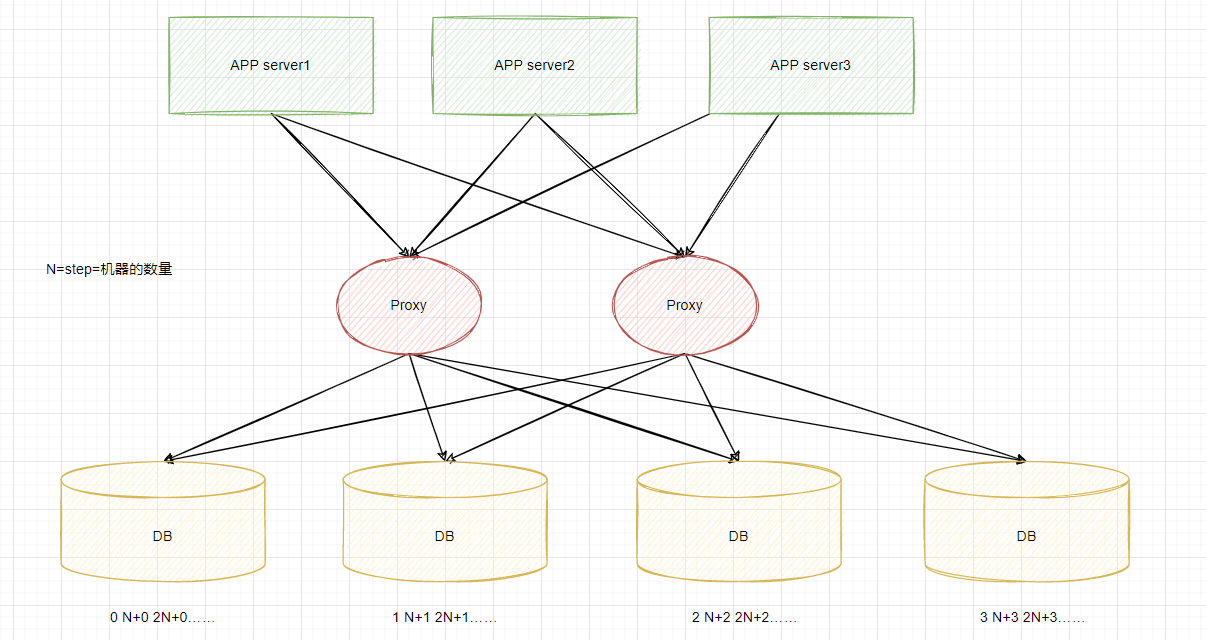 APP server1
APP server2
APP server3
N=step=机器的数量
Proxy
Proxy
DB
DB
DB
DB
0 N+0 2N+0……
1 N+1 2N+1……
2 N+2 2N+2……
3 N+3 2N+3……